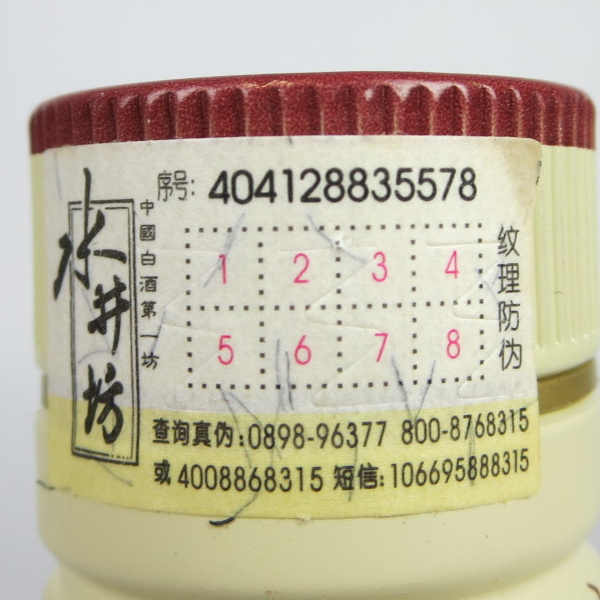 水井坊
中國白酒第一坊
序号: 404128835578
1 2 3 4
5 6 7 8
纹理防伪
查询真伪:0898-96377 800-8768315
或4008868315 短信:106695888315